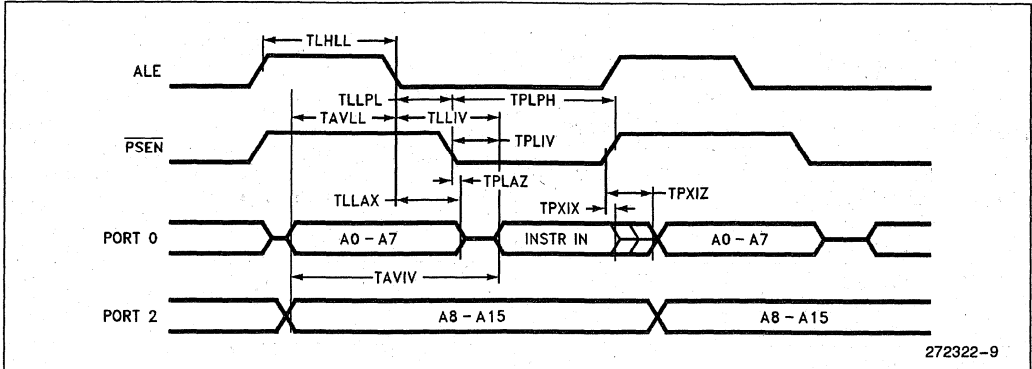 TLHLL
ALE
TLLPL
TPLPH
TAVLL
TLLIV
PSEN
TPLIV
TPLAZ
TLLAX
TPXIZ
TPXIX
PORT 0
A0 – A7
INSTR IN
A0 – A7
TAVIV
PORT 2
A8 – A15
A8 – A15
272322-9